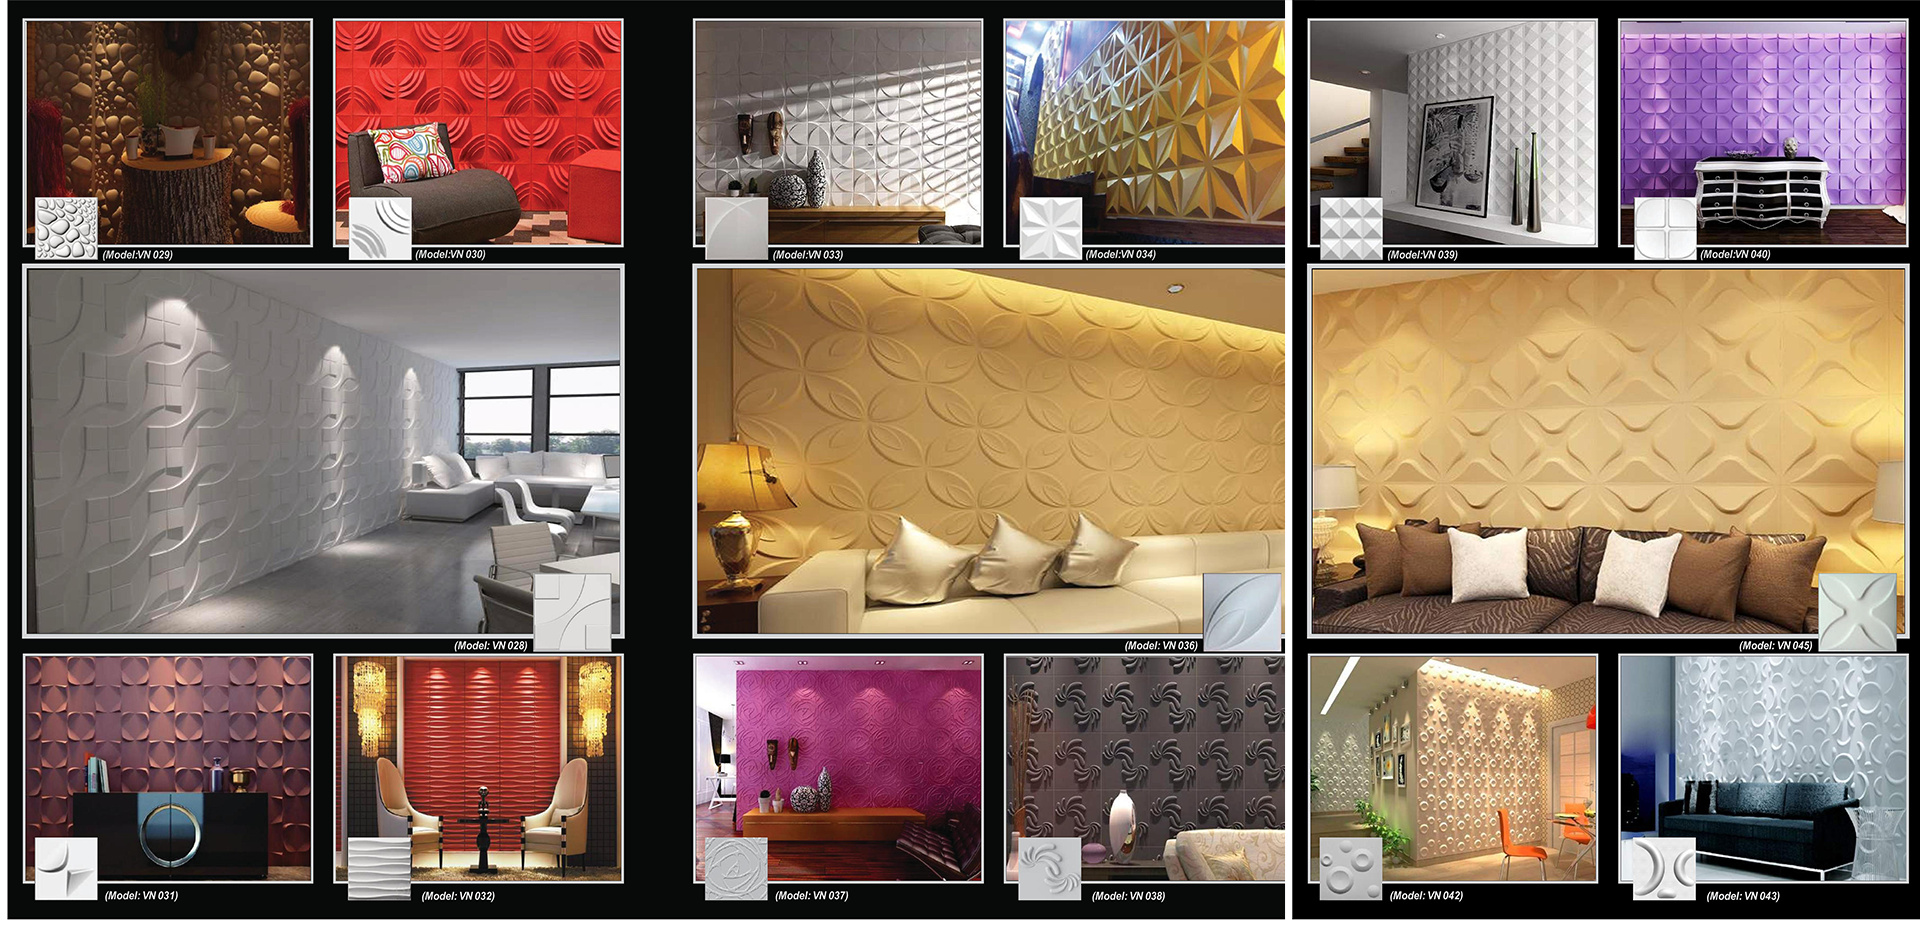 (Model:VN 029)
(Model:VN 030)
(Model:VN 033)
(Model:VN 034)
(Model:VN 039)
(Model:VN 040)
(Model: VN 028)
(Model: VN 036)
(Model: VN 045)
(Model: VN 031)
(Model: VN 032)
(Model: VN 037)
(Model: VN 038)
(Model: VN 042)
(Model: VN 043)